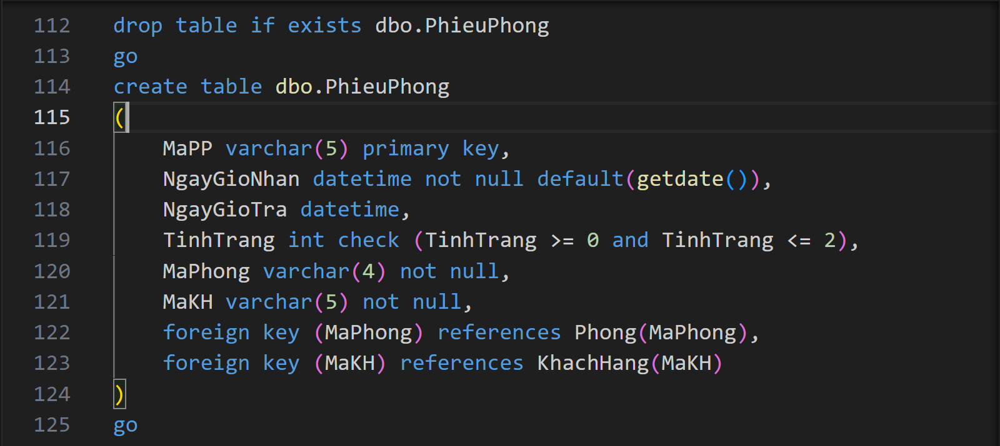 112 drop table if exists dbo.PhieuPhong
113 go
114 create table dbo.PhieuPhong
115 (
116     MaPP varchar(5) primary key,
117     NgayGioNhan datetime not null default(getdate()),
118     NgayGioTra datetime,
119     TinhTrang int check (TinhTrang >= 0 and TinhTrang <= 2),
120     MaPhong varchar(4) not null,
121     MaKH varchar(5) not null,
122     foreign key (MaPhong) references Phong(MaPhong),
123     foreign key (MaKH) references KhachHang(MaKH)
124 )
125 go